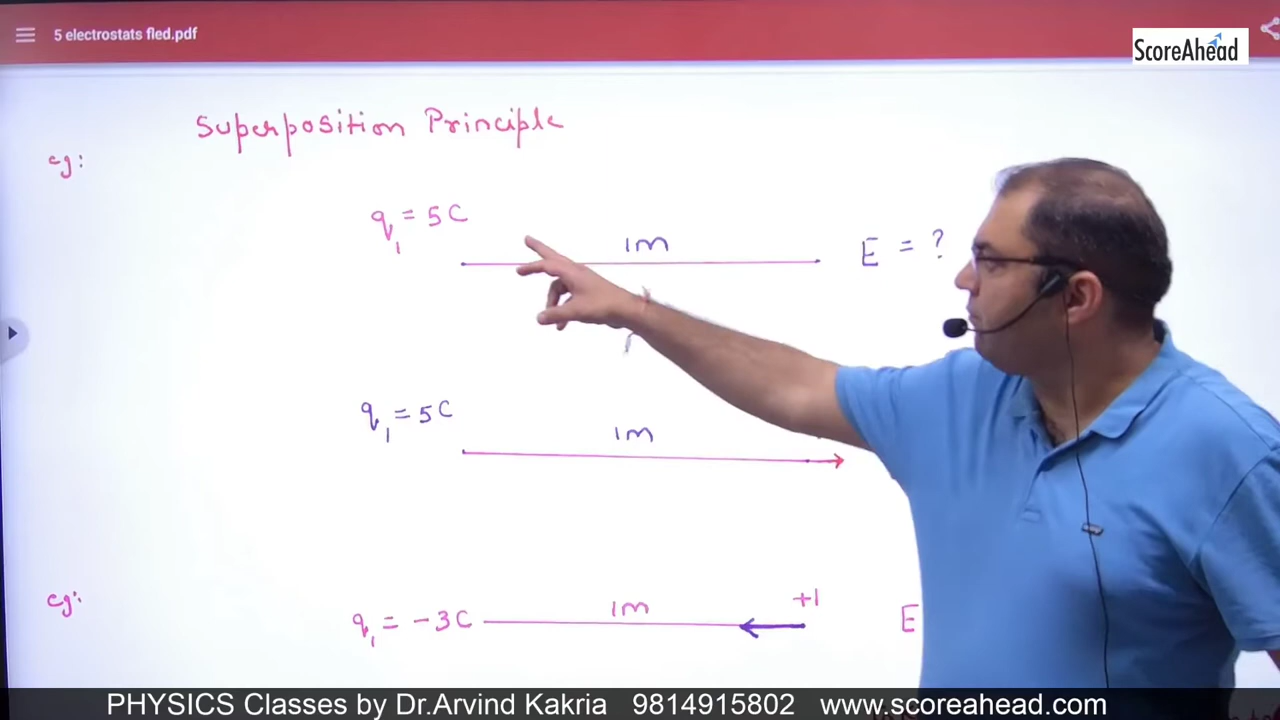 5 electrostats fled.pdf
ScoreAhead
Superposition Principle
eg:
q₁ = 5C
1m
E = ?
q₁ = 5C
1m
eg:
q₁ = -3C
1m
+1
E
PHYSICS Classes by Dr.Arvind Kakria 9814915802 www.scoreahead.com